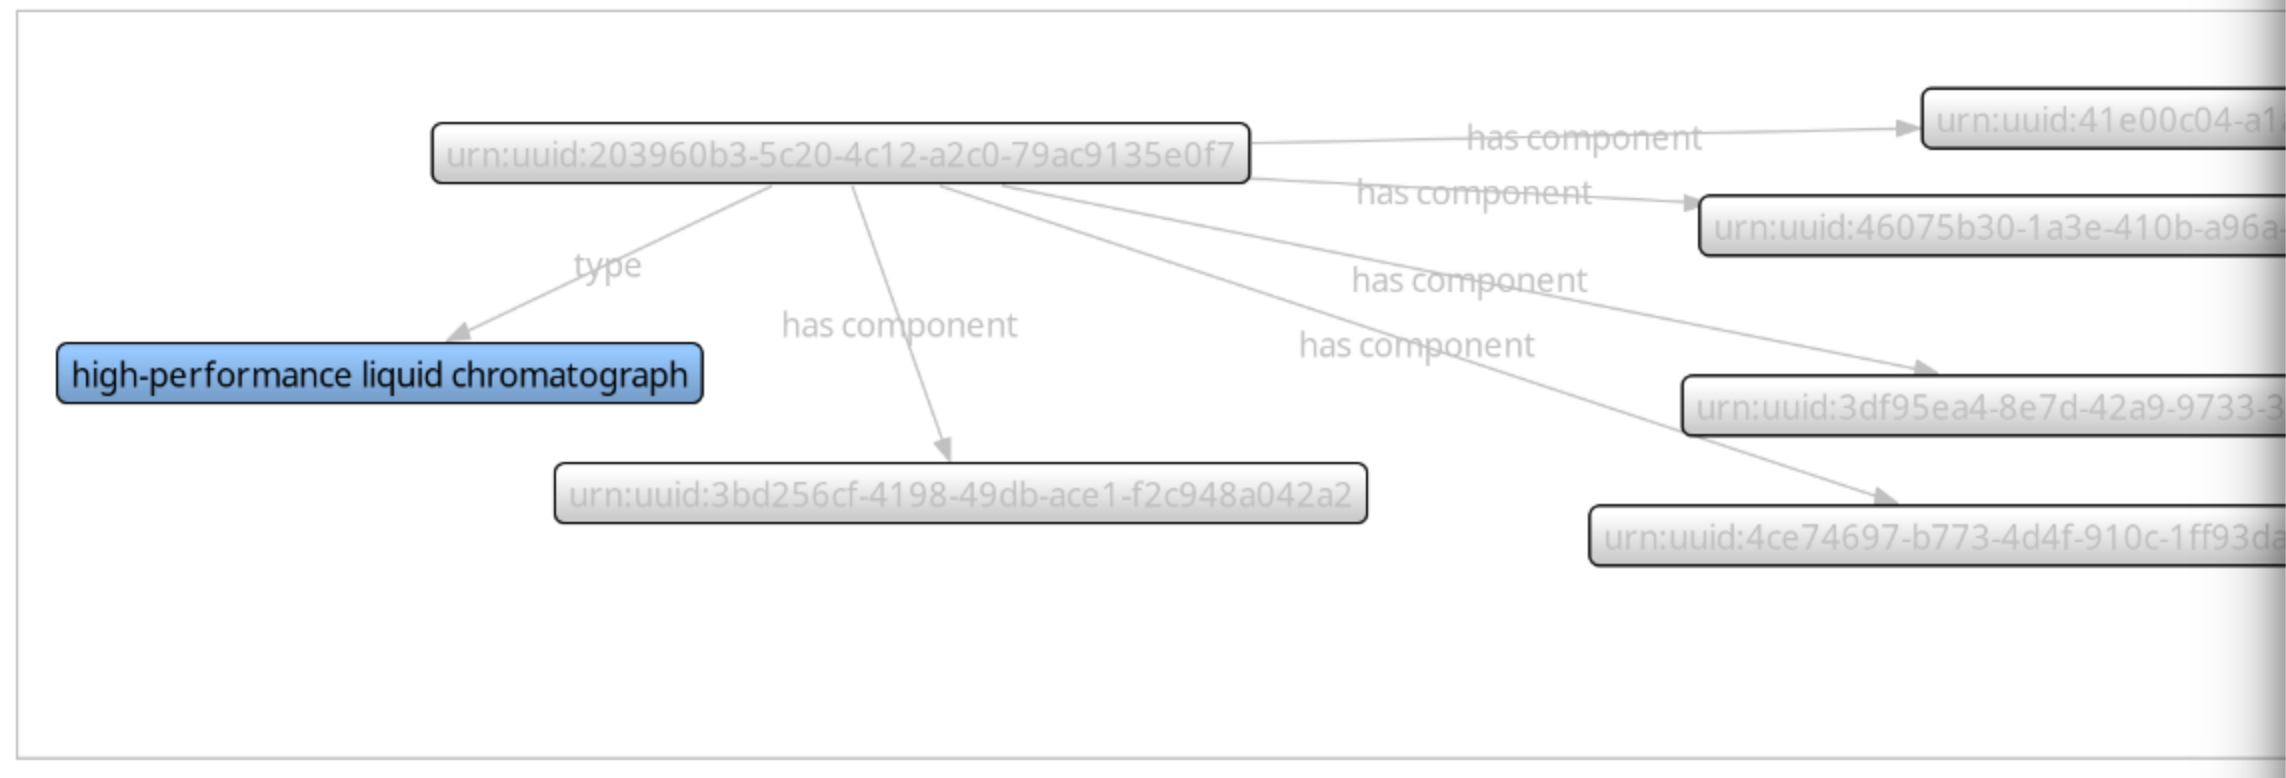 urn:uuid:41e00c04-a1
urn:uuid:203960b3-5c20-4c12-a2c0-79ac9135e0f7
has component
has component
urn:uuid:46075b30-1a3e-410b-a96a-
type
has component
has component
has component
high-performance liquid chromatograph
urn:uuid:3df95ea4-8e7d-42a9-9733-3
urn:uuid:3bd256cf-4198-49db-ace1-f2c948a042a2
urn:uuid:4ce74697-b773-4d4f-910c-1ff93da